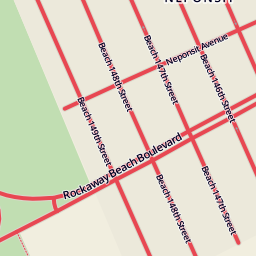 NEPONSIT
Neponsit Avenue
Beach 148th Street
Beach 147th Street
Beach 146th Street
Beach 149th Street
Rockaway Beach Boulevard
Beach 148th Street
Beach 147th Street